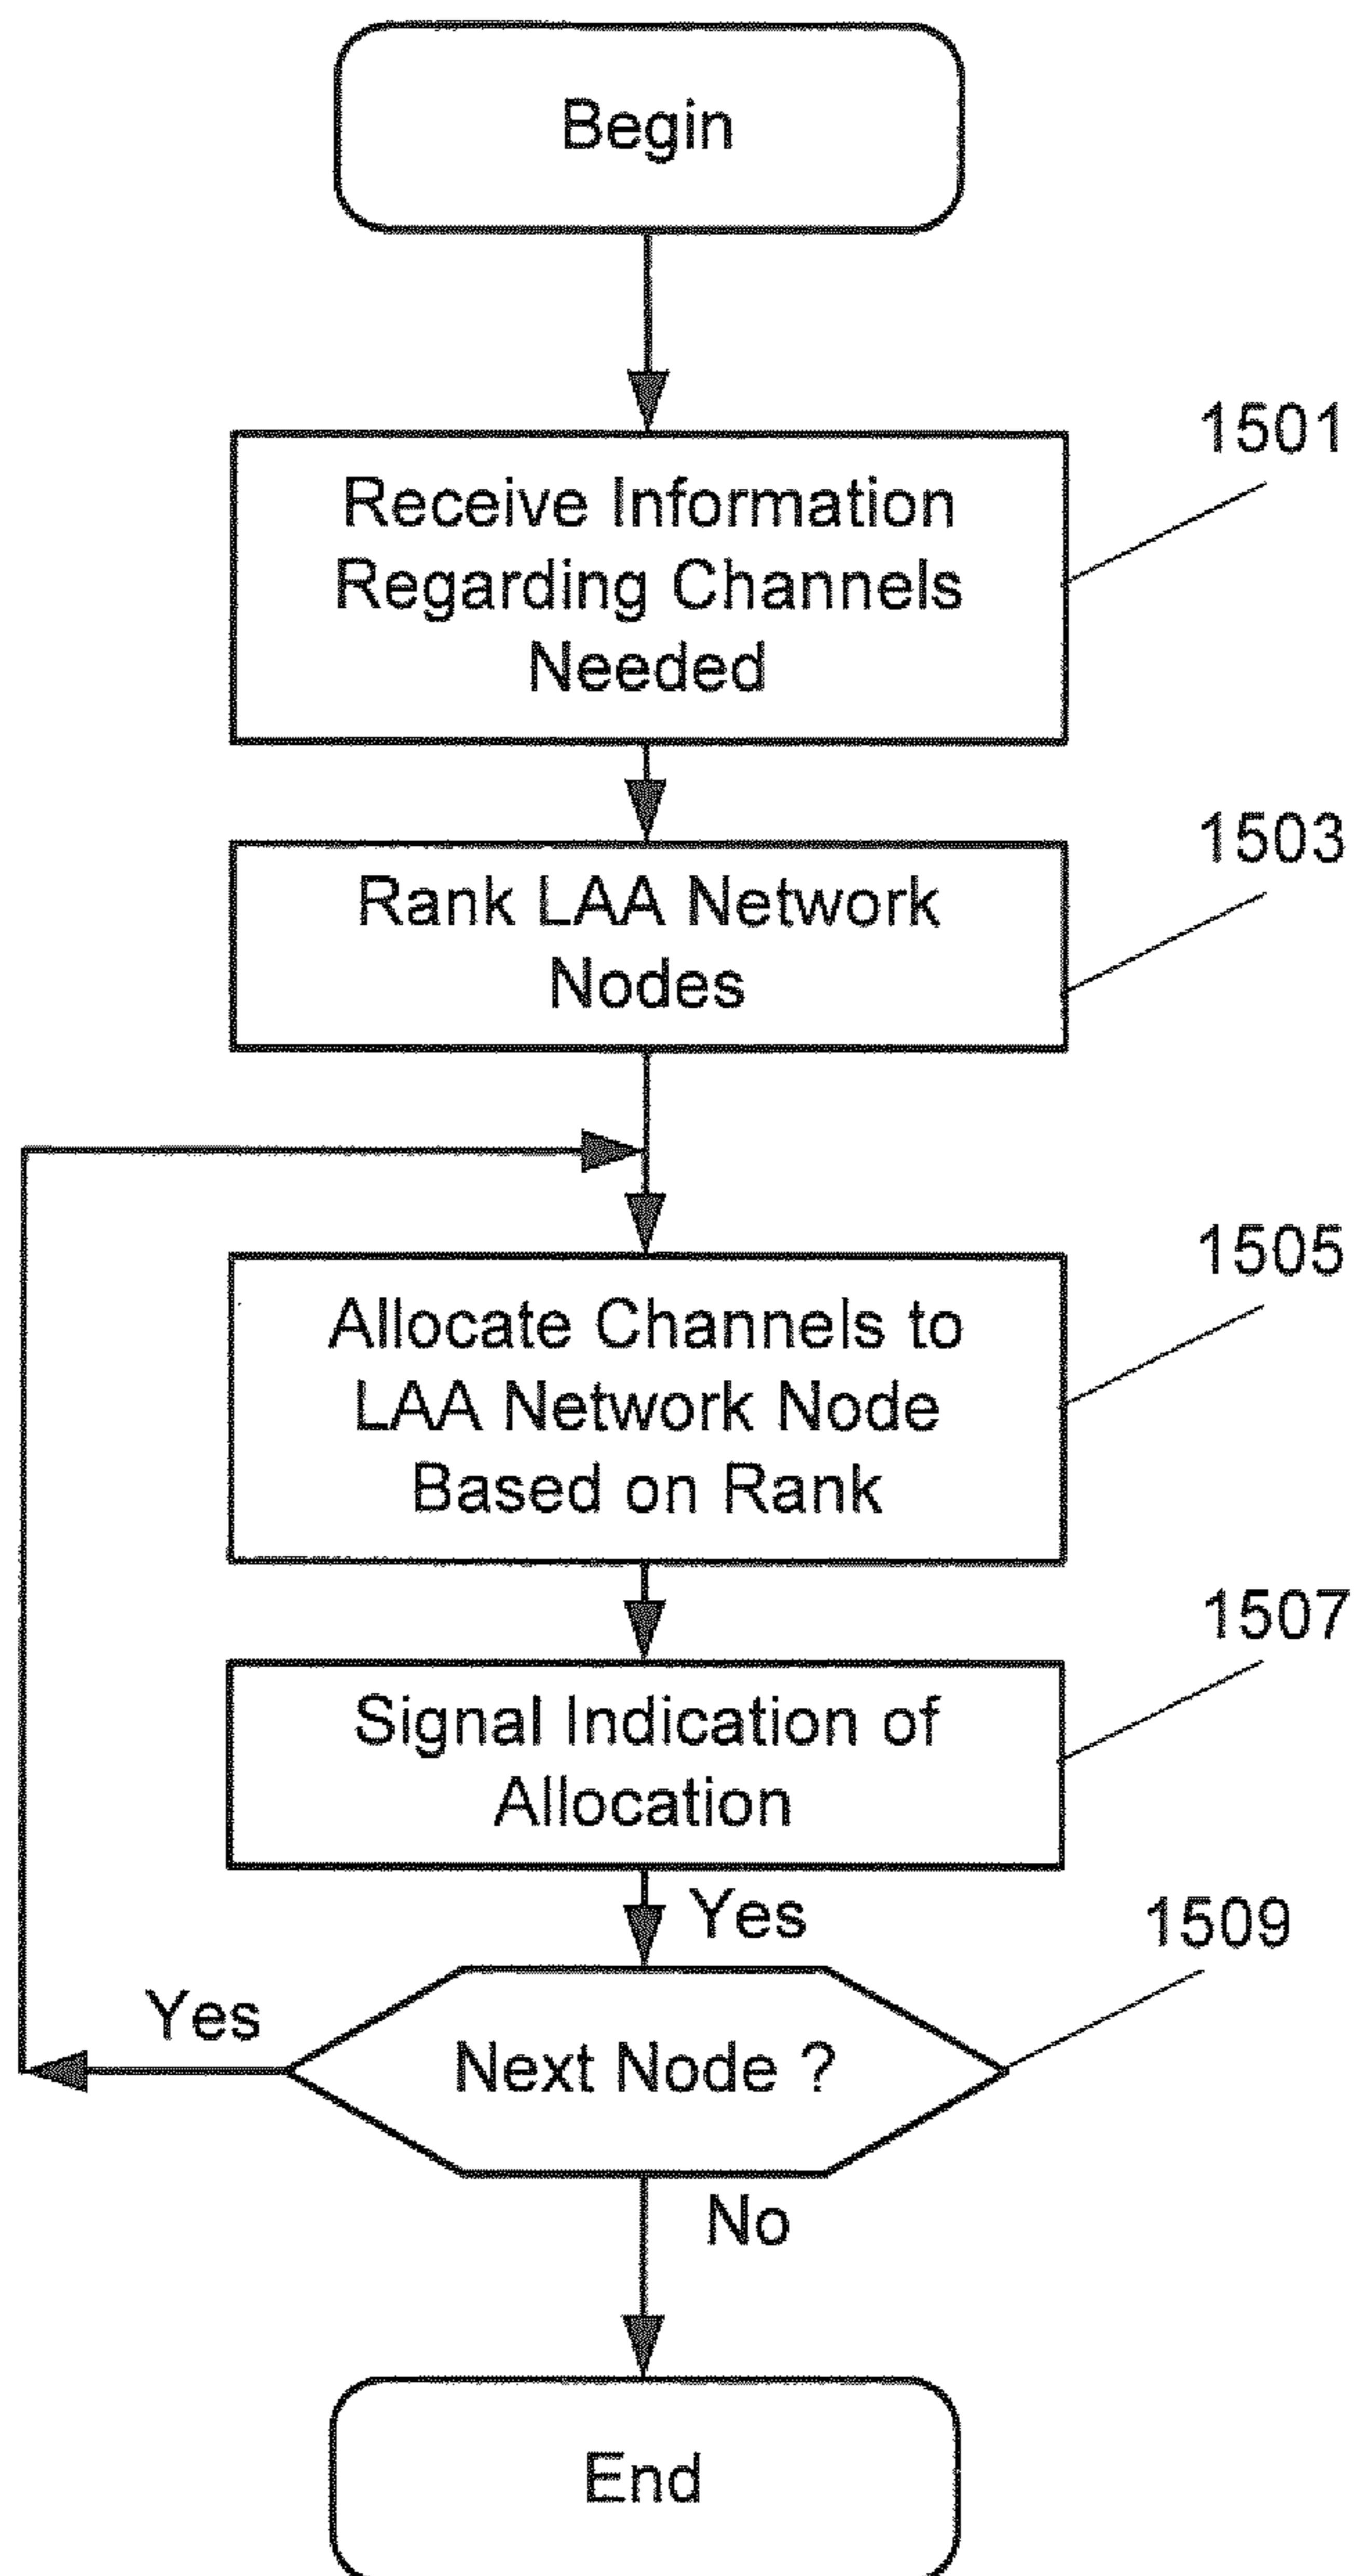 Begin
1501
Receive Information
Regarding Channels
Needed
1503
Rank LAA Network
Nodes
1505
Allocate Channels to
LAA Network Node
Based on Rank
1507
Signal Indication of
Allocation
Yes
1509
Yes
Next Node ?
No
End